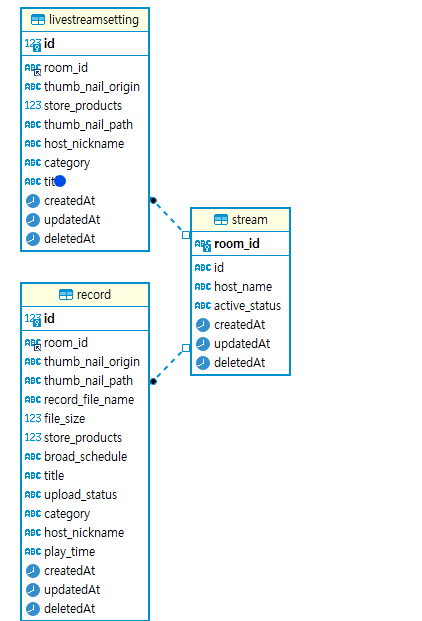 livestreamsetting
123 id
ABC room_id
ABC thumb_nail_origin
123 store_products
ABC thumb_nail_path
ABC host_nickname
ABC category
ABC
createdAt
updatedAt
deletedAt
stream
ABC room_id
ABC id
ABC host_name
ABC active_status
createdAt
updatedAt
deletedAt
record
123 id
ABC room_id
ABC thumb_nail_origin
ABC thumb_nail_path
ABC record_file_name
123 file_size
123 store_products
ABC broad_schedule
ABC title
ABC upload_status
ABC category
ABC host_nickname
ABC play_time
createdAt
updatedAt
deletedAt